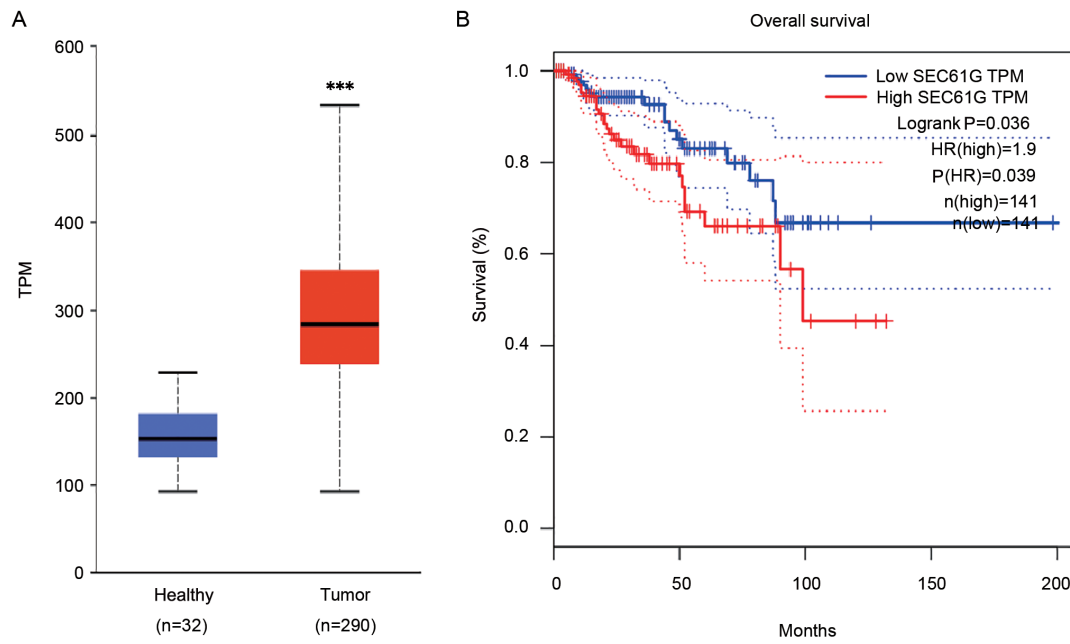 A
600
500
400
300
200
100
0
TPM
***
Healthy
(n=32)
Tumor
(n=290)
B
Overall survival
Low SEC61G TPM
High SEC61G TPM
Logrank P=0.036
HR(high)=1.9
P(HR)=0.039
n(high)=141
n(low)=141
1.0
0.8
0.6
0.4
0.2
0.0
Survival (%)
0
50
100
150
200
Months